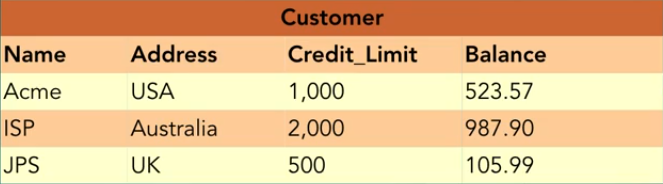 Customer
Name Address Credit_Limit Balance
Acme USA 1,000 523.57
ISP Australia 2,000 987.90
JPS UK 500 105.99